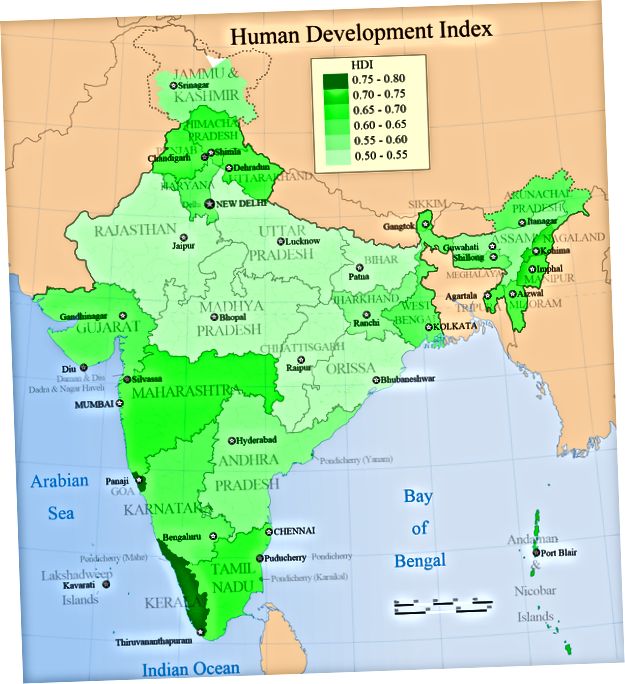 Human Development Index
HDI
0.75 - 0.80
0.70 - 0.75
0.65 - 0.70
0.60 - 0.65
0.55 - 0.60
0.50 - 0.55
JAMMU &
Srinagar
KASHMIR
HIMACHAL
PRADESH
PUNJAB
Shimla
Chandigarh
Dehradun
UTTARAKHAND
HARYANA
Delhi
NEW DELHI
SIKKIM
ARUNACHAL
PRADESH
RAJASTHAN
Jaipur
UTTAR
PRADESH
Lucknow
Gangtok
Itanagar
ASSAM
NAGALAND
Guwahati
Shillong
Kohima
BIHAR
Patna
MEGHALAYA
Imphal
MANIPUR
Agartala
TRIPURA
Aizwal
MIZORAM
Gandhinagar
GUJARAT
MADHYA
Bhopal
PRADESH
JHARKHAND
Ranchi
WEST
BENGAL
KOLKATA
CHHATTISGARH
Raipur
ORISSA
Bhubaneshwar
Diu
Daman & Diu
Dadra & Nagar Haveli
Silvassa
MAHARASHTRA
MUMBAI
Hyderabad
ANDHRA
PRADESH
Pondicherry (Yanam)
Arabian
Sea
Panaji
GOA
KARNATAKA
Bay
of
Bengal
Bengaluru
CHENNAI
Andaman
Port Blair
&
Nicobar
Islands
Pondicherry (Mahe)
Puducherry
Pondicherry
Pondicherry (Karaikal)
TAMIL
NADU
Lakshadweep
Kavarati
Islands
KERALA
Thiruvananthapuram
Indian Ocean